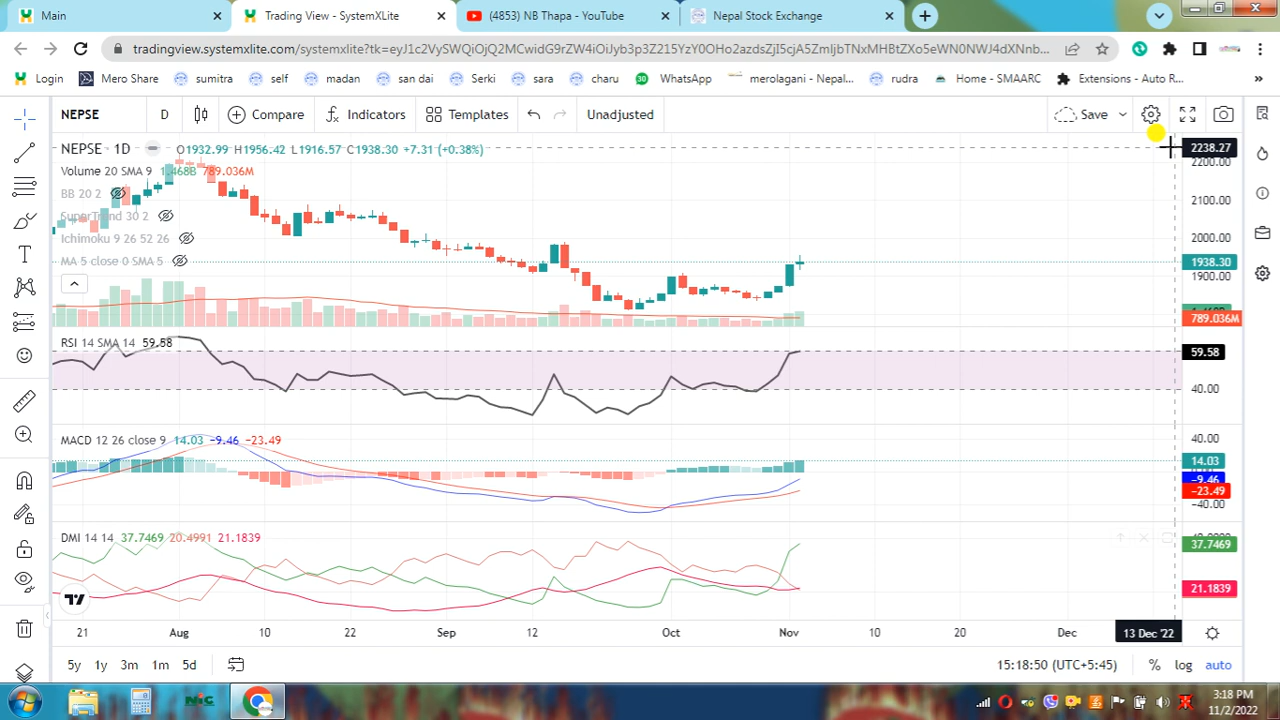 Main
Trading View - SystemXLite
(4853) NB Thapa - YouTube
Nepal Stock Exchange
Login
Mero Share
sumitra
self
madan
san dai
Serki
sara
charu
30
WhatsApp
merolagani - Nepal...
rudra
Home - SMAARC
Extensions - Auto R...
»
NEPSE
D
Compare
Indicators
Templates
Unadjusted
Save
NEPSE · 1D
O1932.99 H1956.42 L1916.57 C1938.30 +7.31 (+0.38%)
2238.27
2200.00
Volume 20 SMA 9 1.468B 789.036M
BB 20 2
2100.00
SuperTrend 30 2
Ichimoku 9 26 52 26
2000.00
MA 5 close 0 SMA 5
1938.30
1900.00
789.036M
RSI 14 SMA 14 59.58
59.58
40.00
MACD 12 26 close 9 14.03 -9.46 -23.49
40.00
14.03
-9.46
-23.49
-40.00
DMI 14 14 37.7469 20.4991 21.1839
37.7469
21.1839
21 Aug 10 22 Sep 12 Oct Nov 10 20 Dec 13 Dec '22
5y 1y 3m 1m 5d
15:18:50 (UTC+5:45)
% log auto
3:18 PM
11/2/2022